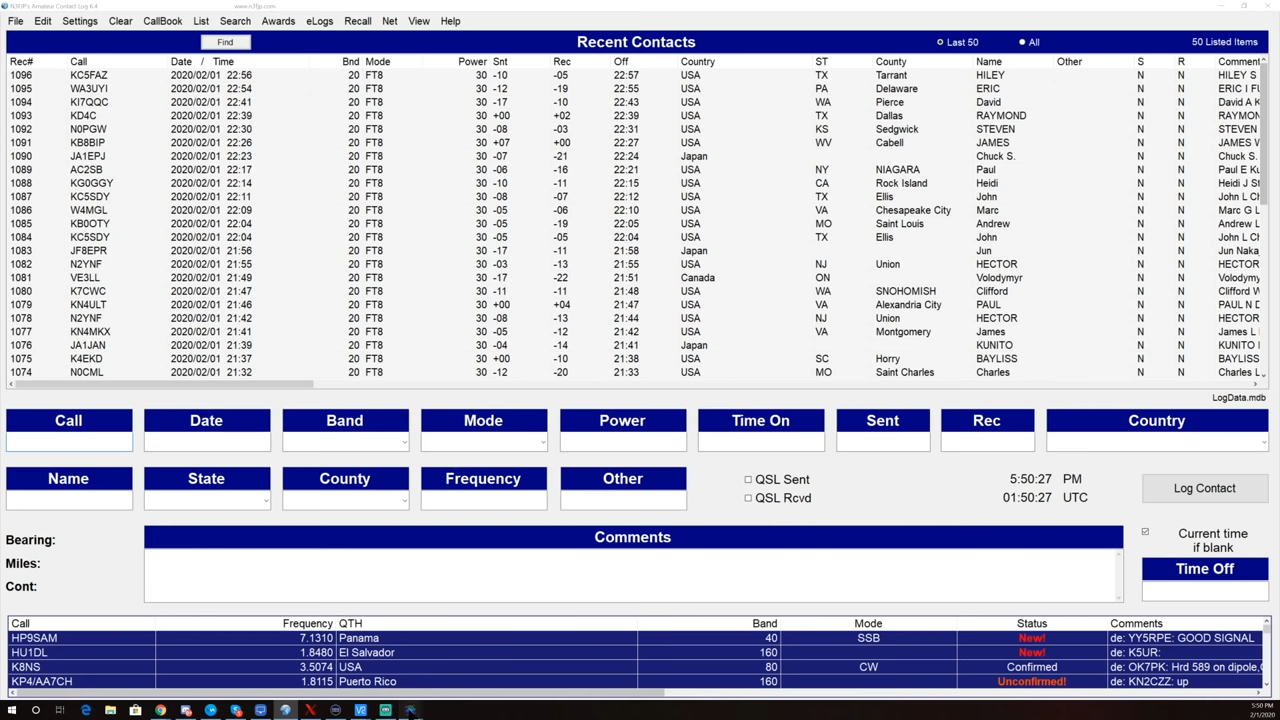 N3FJP's Amateur Contact Log 6.4 www.n3fjp.com
File Edit Settings Clear CallBook List Search Awards eLogs Recall Net View Help
Find Recent Contacts Last 50 All 50 Listed Items
Rec# Call Date / Time Bnd Mode Power Snt Rec Off Country ST County Name Other S R Comment
1096 KC5FAZ 2020/02/01 22:56 20 FT8 30 -10 -05 22:57 USA TX Tarrant HILEY N N HILEY S
1095 WA3UYI 2020/02/01 22:54 20 FT8 30 -12 -19 22:55 USA PA Delaware ERIC N N ERIC I FU
1094 KI7QQC 2020/02/01 22:41 20 FT8 30 -17 -10 22:43 USA WA Pierce David N N David A K
1093 KD4C 2020/02/01 22:39 20 FT8 30 +00 +02 22:39 USA TX Dallas RAYMOND N N RAYMON
1092 N0PGW 2020/02/01 22:30 20 FT8 30 -08 -03 22:31 USA KS Sedgwick STEVEN N N STEVEN
1091 KB8BIP 2020/02/01 22:26 20 FT8 30 +07 +00 22:27 USA WV Cabell JAMES N N JAMES W
1090 JA1EPJ 2020/02/01 22:23 20 FT8 30 -07 -21 22:24 Japan Chuck S. N N Chuck S.
1089 AC2SB 2020/02/01 22:17 20 FT8 30 -06 -16 22:21 USA NY NIAGARA Paul N N Paul E Ku
1088 KG0GGY 2020/02/01 22:14 20 FT8 30 -10 -11 22:15 USA CA Rock Island Heidi N N Heidi J St
1087 KC5SDY 2020/02/01 22:11 20 FT8 30 -08 -07 22:12 USA TX Ellis John N N John L Ch
1086 W4MGL 2020/02/01 22:09 20 FT8 30 -05 -06 22:10 USA VA Chesapeake City Marc N N Marc G L
1085 KB0OTY 2020/02/01 22:04 20 FT8 30 -05 -19 22:05 USA MO Saint Louis Andrew N N Andrew L
1084 KC5SDY 2020/02/01 22:04 20 FT8 30 -05 -05 22:04 USA TX Ellis John N N John L Ch
1083 JF8EPR 2020/02/01 21:56 20 FT8 30 -17 -11 21:58 Japan Jun N N Jun Naka
1082 N2YNF 2020/02/01 21:55 20 FT8 30 -03 -13 21:55 USA NJ Union HECTOR N N HECTOR
1081 VE3LL 2020/02/01 21:49 20 FT8 30 -17 -22 21:51 Canada ON Volodymyr N N Volodymy
1080 K7CWC 2020/02/01 21:46 20 FT8 30 -11 -11 21:48 USA WA SNOHOMISH Clifford N N Clifford W
1079 KN4ULT 2020/02/01 21:47 20 FT8 30 +00 +04 21:47 USA VA Alexandria City PAUL N N PAUL N D
1078 N2YNF 2020/02/01 21:42 20 FT8 30 -08 -13 21:44 USA NJ Union HECTOR N N HECTOR
1077 KN4MKX 2020/02/01 21:41 20 FT8 30 -05 -12 21:42 USA VA Montgomery James N N James L
1076 JA1JAN 2020/02/01 21:39 20 FT8 30 -04 -14 21:41 Japan KUNITO N N KUNITO I
1075 K4EKD 2020/02/01 21:37 20 FT8 30 +00 -10 21:38 USA SC Horry BAYLISS N N BAYLISS
1074 N0CML 2020/02/01 21:32 20 FT8 30 -12 -20 21:33 USA MO Saint Charles Charles N N Charles L
LogData.mdb
Call Date Band Mode Power Time On Sent Rec Country
Name State County Frequency Other
QSL Sent 5:50:27 PM
QSL Rcvd 01:50:27 UTC
Log Contact
Bearing:
Miles:
Cont:
Comments
Current time
if blank
Time Off
Call Frequency QTH Band Mode Status Comments
HP9SAM 7.1310 Panama 40 SSB New! de: YY5RPE: GOOD SIGNAL
HU1DL 1.8480 El Salvador 160 New! de: K5UR:
K8NS 3.5074 USA 80 CW Confirmed de: OK7PK: Hrd 589 on dipole,
KP4/AA7CH 1.8115 Puerto Rico 160 Unconfirmed! de: KN2CZZ: up
5:50 PM
2/1/2020